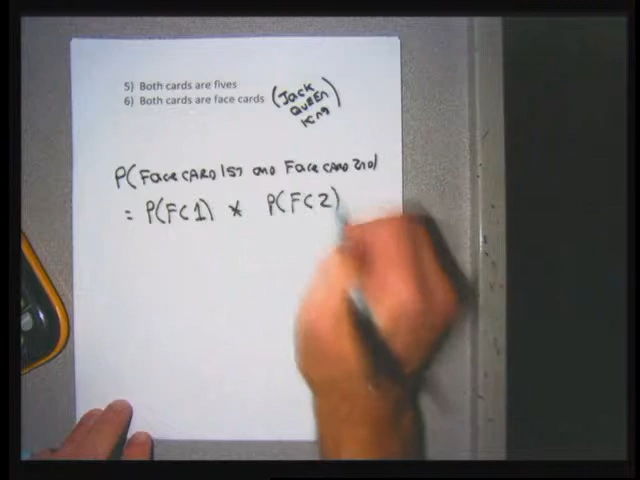 5) Both cards are fives
6) Both cards are face cards (Jack
QUEEN
King)
P(Face CARD 1ST AND Face CARD 2ND)
= P(FC1) * P(FC2)